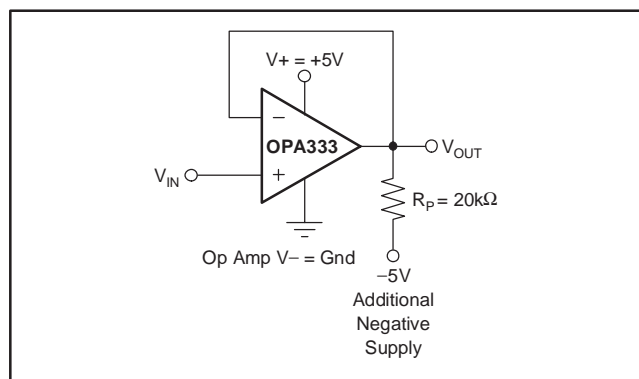 V+ = +5V
−
OPA333
+
V_IN
V_OUT
R_P = 20kΩ
Op Amp V− = Gnd
−5V
Additional
Negative
Supply